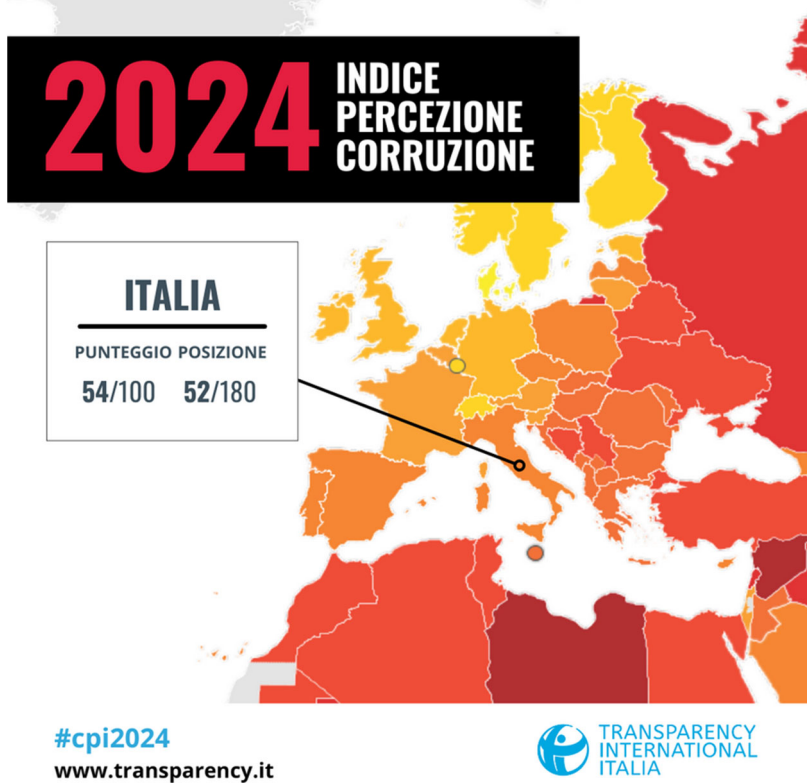 2024
INDICE
PERCEZIONE
CORRUZIONE
ITALIA
PUNTEGGIO POSIZIONE
54/100 52/180
#cpi2024
www.transparency.it
TRANSPARENCY
INTERNATIONAL
ITALIA